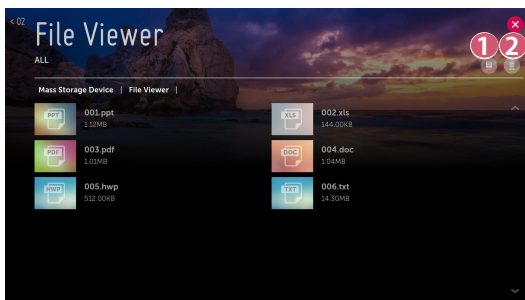 < 02
File Viewer
ALL
1 2
Mass Storage Device | File Viewer |
PPT 001.ppt
1.12MB
XLS 002.xls
144.00KB
PDF 003.pdf
1.01MB
DOC 004.doc
1.04MB
HWP 005.hwp
512.00KB
TXT 006.txt
14.30MB